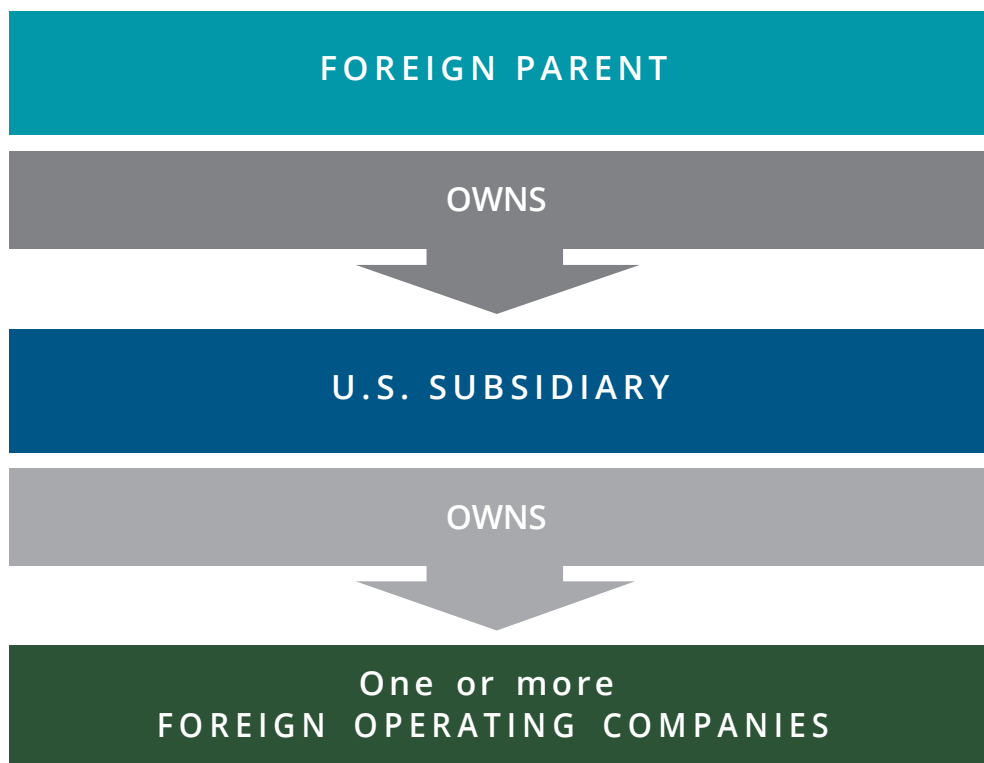 FOREIGN PARENT
OWNS
U.S. SUBSIDIARY
OWNS
One or more
FOREIGN OPERATING COMPANIES